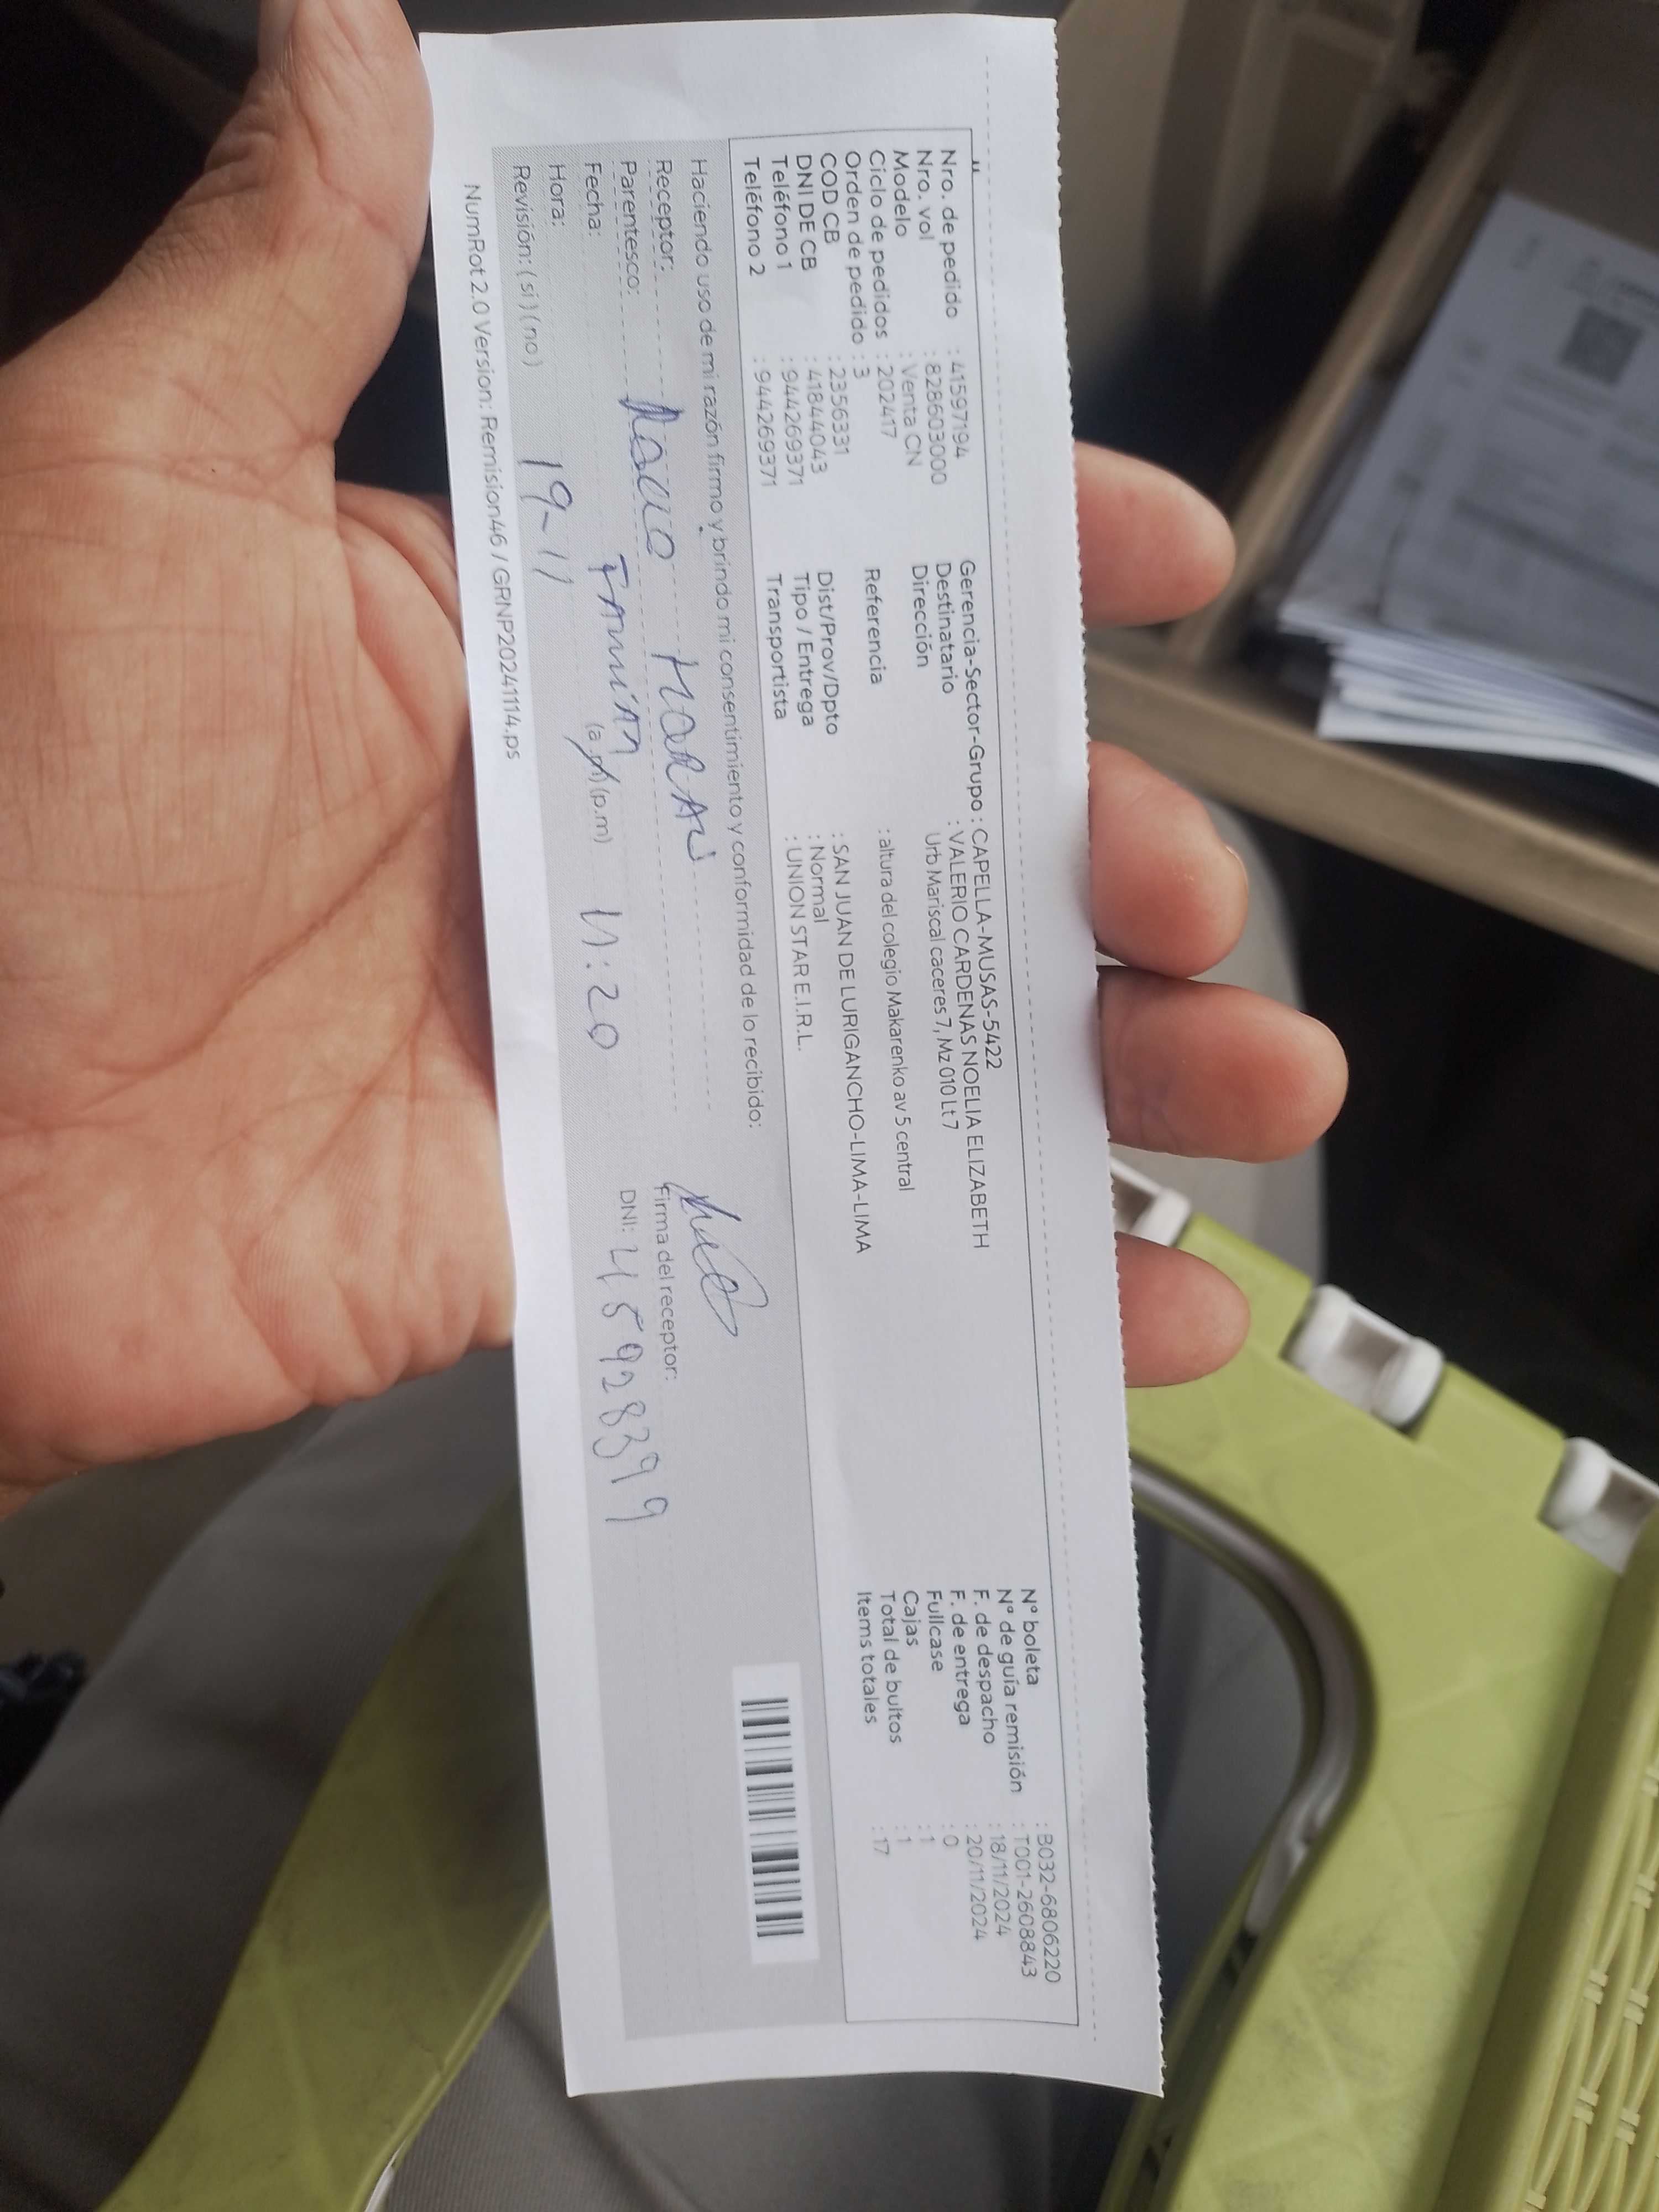 Nro. de pedido : 41597194
Nro. vol : 828603000
Modelo : Venta CN
Ciclo de pedidos : 202417
Orden de pedido : 3
COD CB : 2356331
DNI DE CB : 41844043
Teléfono 1 : 944269371
Teléfono 2 : 944269371
Gerencia-Sector-Grupo : CAPELLA-MUSAS-5422
Destinatario : VALERIO CARDENAS NOELIA ELIZABETH
Dirección Urb Mariscal caceres 7, Mz 010 Lt 7
Referencia : altura del colegio Makarenko av 5 central
Dist/Prov/Dpto : SAN JUAN DE LURIGANCHO-LIMA-LIMA
Tipo / Entrega : Normal
Transportista : UNION STAR E.I.R.L.
N° boleta : B032-6806220
N° de guía remisión : T001-2608843
F. de despacho : 18/11/2024
F. de entrega : 20/11/2024
Fullcase : 0
Cajas : 1
Total de bultos : 1
Items totales : 17
Haciendo uso de mi razón firmo y brindo mi consentimiento y conformidad de lo recibido:
Receptor: MORAN
Parentesco:
Firma del receptor:
Fecha: 19-11
DNI: 45928399
Hora: (p.m) 11:20
Revisión: ( si ) ( no )
NumRot 2.0 Version: Remision46 / GRNP20241114.ps